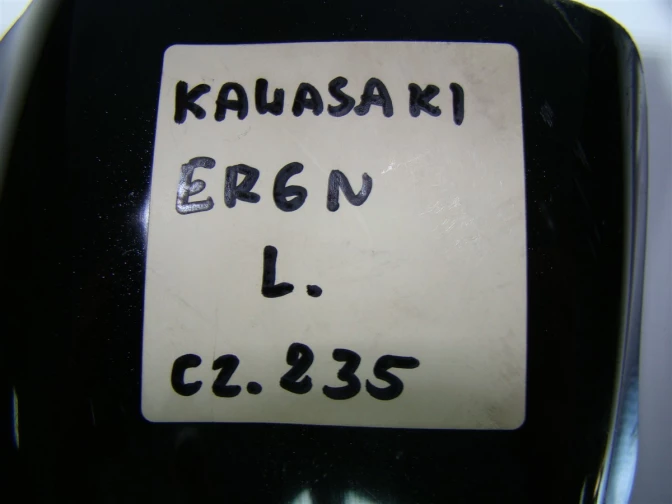 KAWASAKI
ER6N
L.
CZ.235